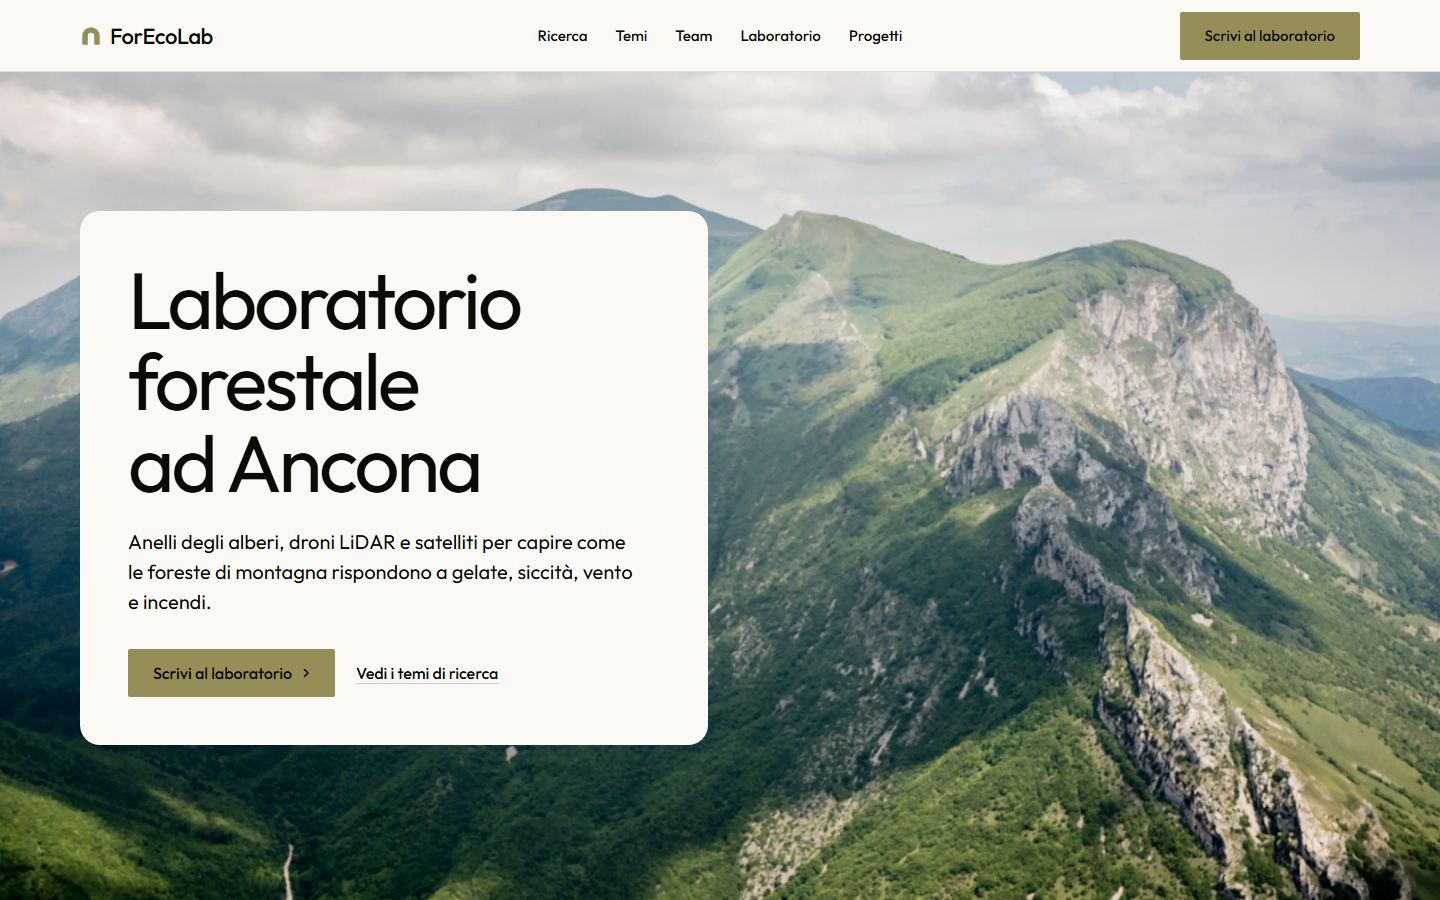 ForEcoLab
Ricerca
Temi
Team
Laboratorio
Progetti
Scrivi al laboratorio
Laboratorio
forestale
ad Ancona
Anelli degli alberi, droni LiDAR e satelliti per capire come
le foreste di montagna rispondono a gelate, siccità, vento
e incendi.
Scrivi al laboratorio
Vedi i temi di ricerca